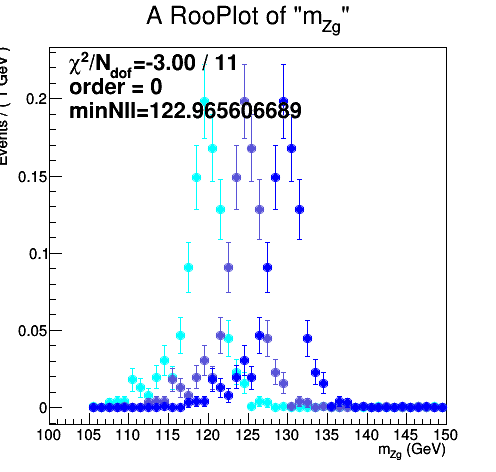 A RooPlot of "m_Zg"
χ²/N_dof=-3.00 / 11
order = 0
minNll=122.965606689
Events / ( 1 GeV )
0.2
0.15
0.1
0.05
0
100 105 110 115 120 125 130 135 140 145 150
m_Zg (GeV)